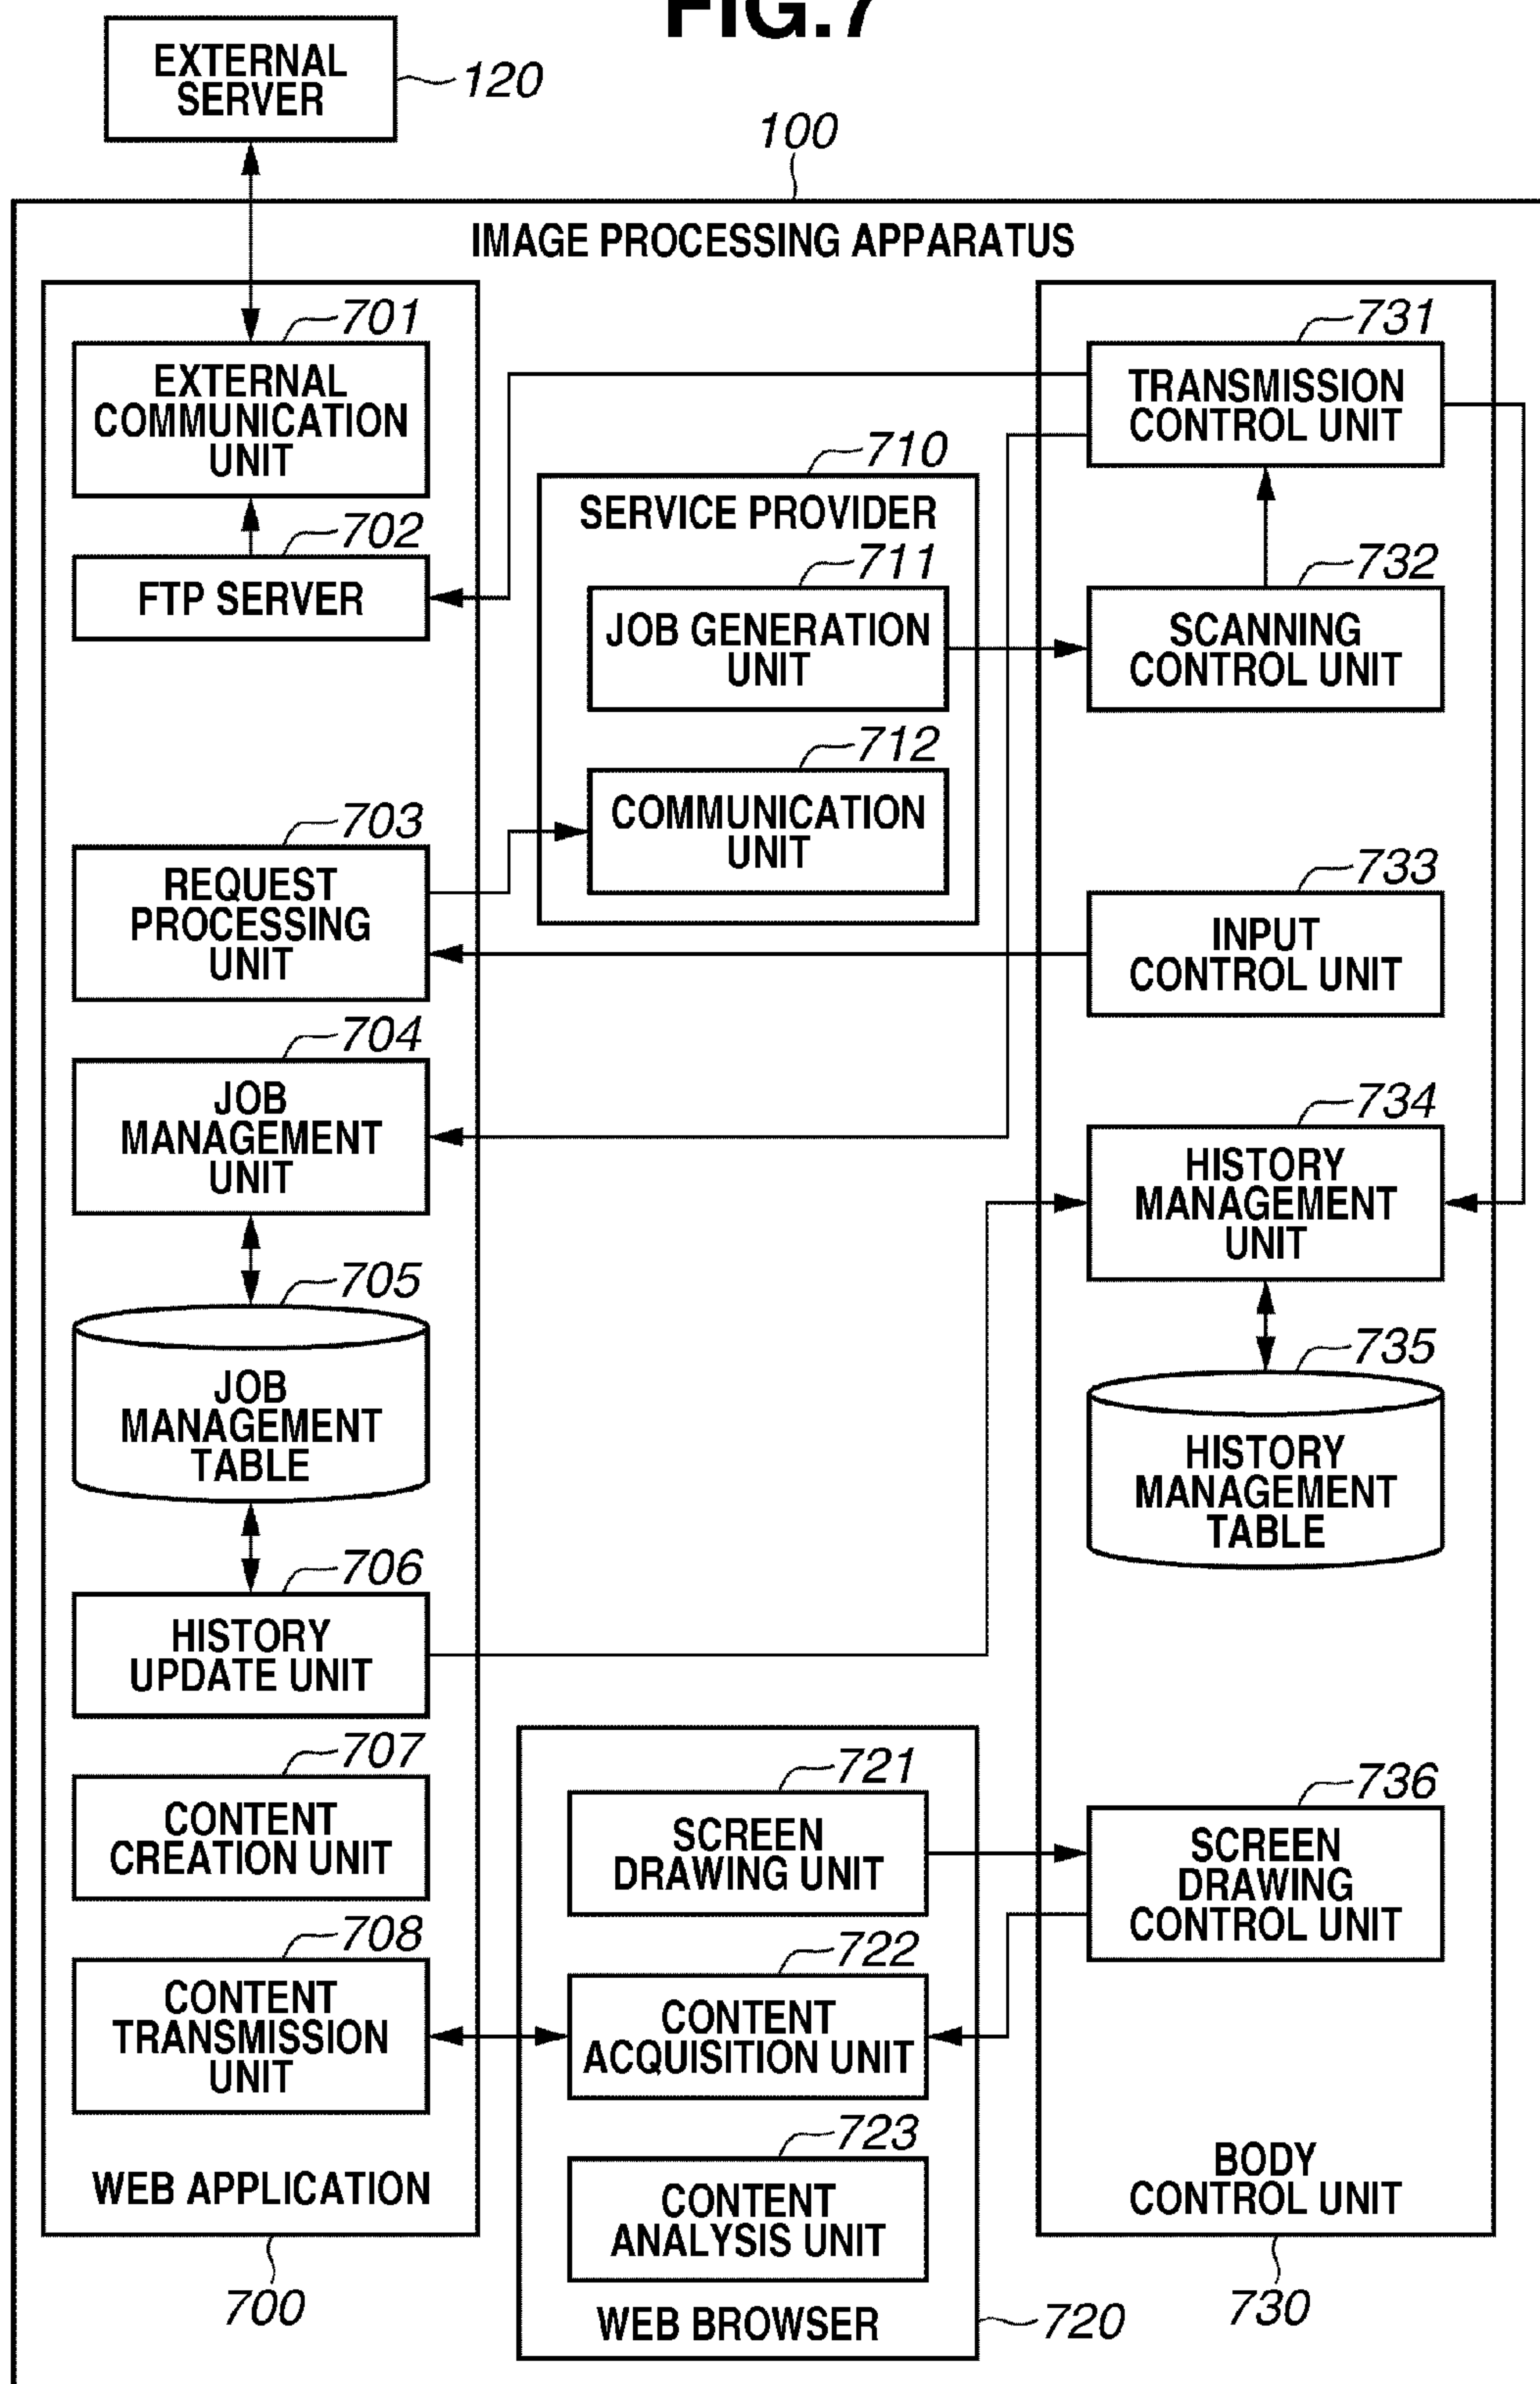 FIG.7
EXTERNAL
SERVER
120
100
IMAGE PROCESSING APPARATUS
701
EXTERNAL
COMMUNICATION
UNIT
702
FTP SERVER
703
REQUEST
PROCESSING
UNIT
704
JOB
MANAGEMENT
UNIT
705
JOB
MANAGEMENT
TABLE
706
HISTORY
UPDATE UNIT
707
CONTENT
CREATION UNIT
708
CONTENT
TRANSMISSION
UNIT
WEB APPLICATION
700
710
SERVICE PROVIDER
711
JOB GENERATION
UNIT
712
COMMUNICATION
UNIT
721
SCREEN
DRAWING UNIT
722
CONTENT
ACQUISITION UNIT
723
CONTENT
ANALYSIS UNIT
WEB BROWSER
720
731
TRANSMISSION
CONTROL UNIT
732
SCANNING
CONTROL UNIT
733
INPUT
CONTROL UNIT
734
HISTORY
MANAGEMENT
UNIT
735
HISTORY
MANAGEMENT
TABLE
736
SCREEN
DRAWING
CONTROL UNIT
BODY
CONTROL UNIT
730